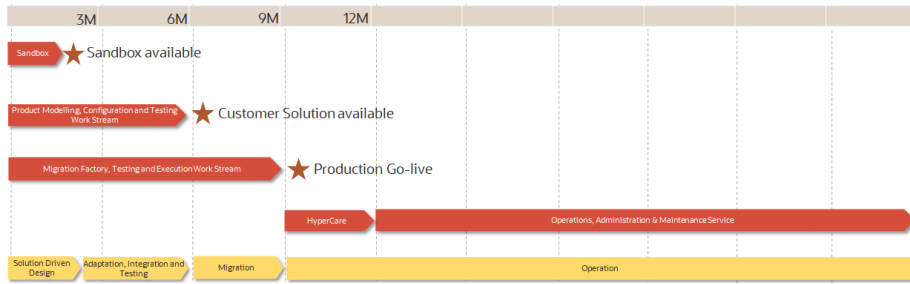 3M 6M 9M 12M
Sandbox
Sandbox available
Product Modelling, Configuration and Testing
Work Stream
Customer Solution available
Migration Factory, Testing and Execution Work Stream
Production Go-live
HyperCare
Operations, Administration & Maintenance Service
Solution Driven
Design
Adaptation, Integration and
Testing
Migration
Operation